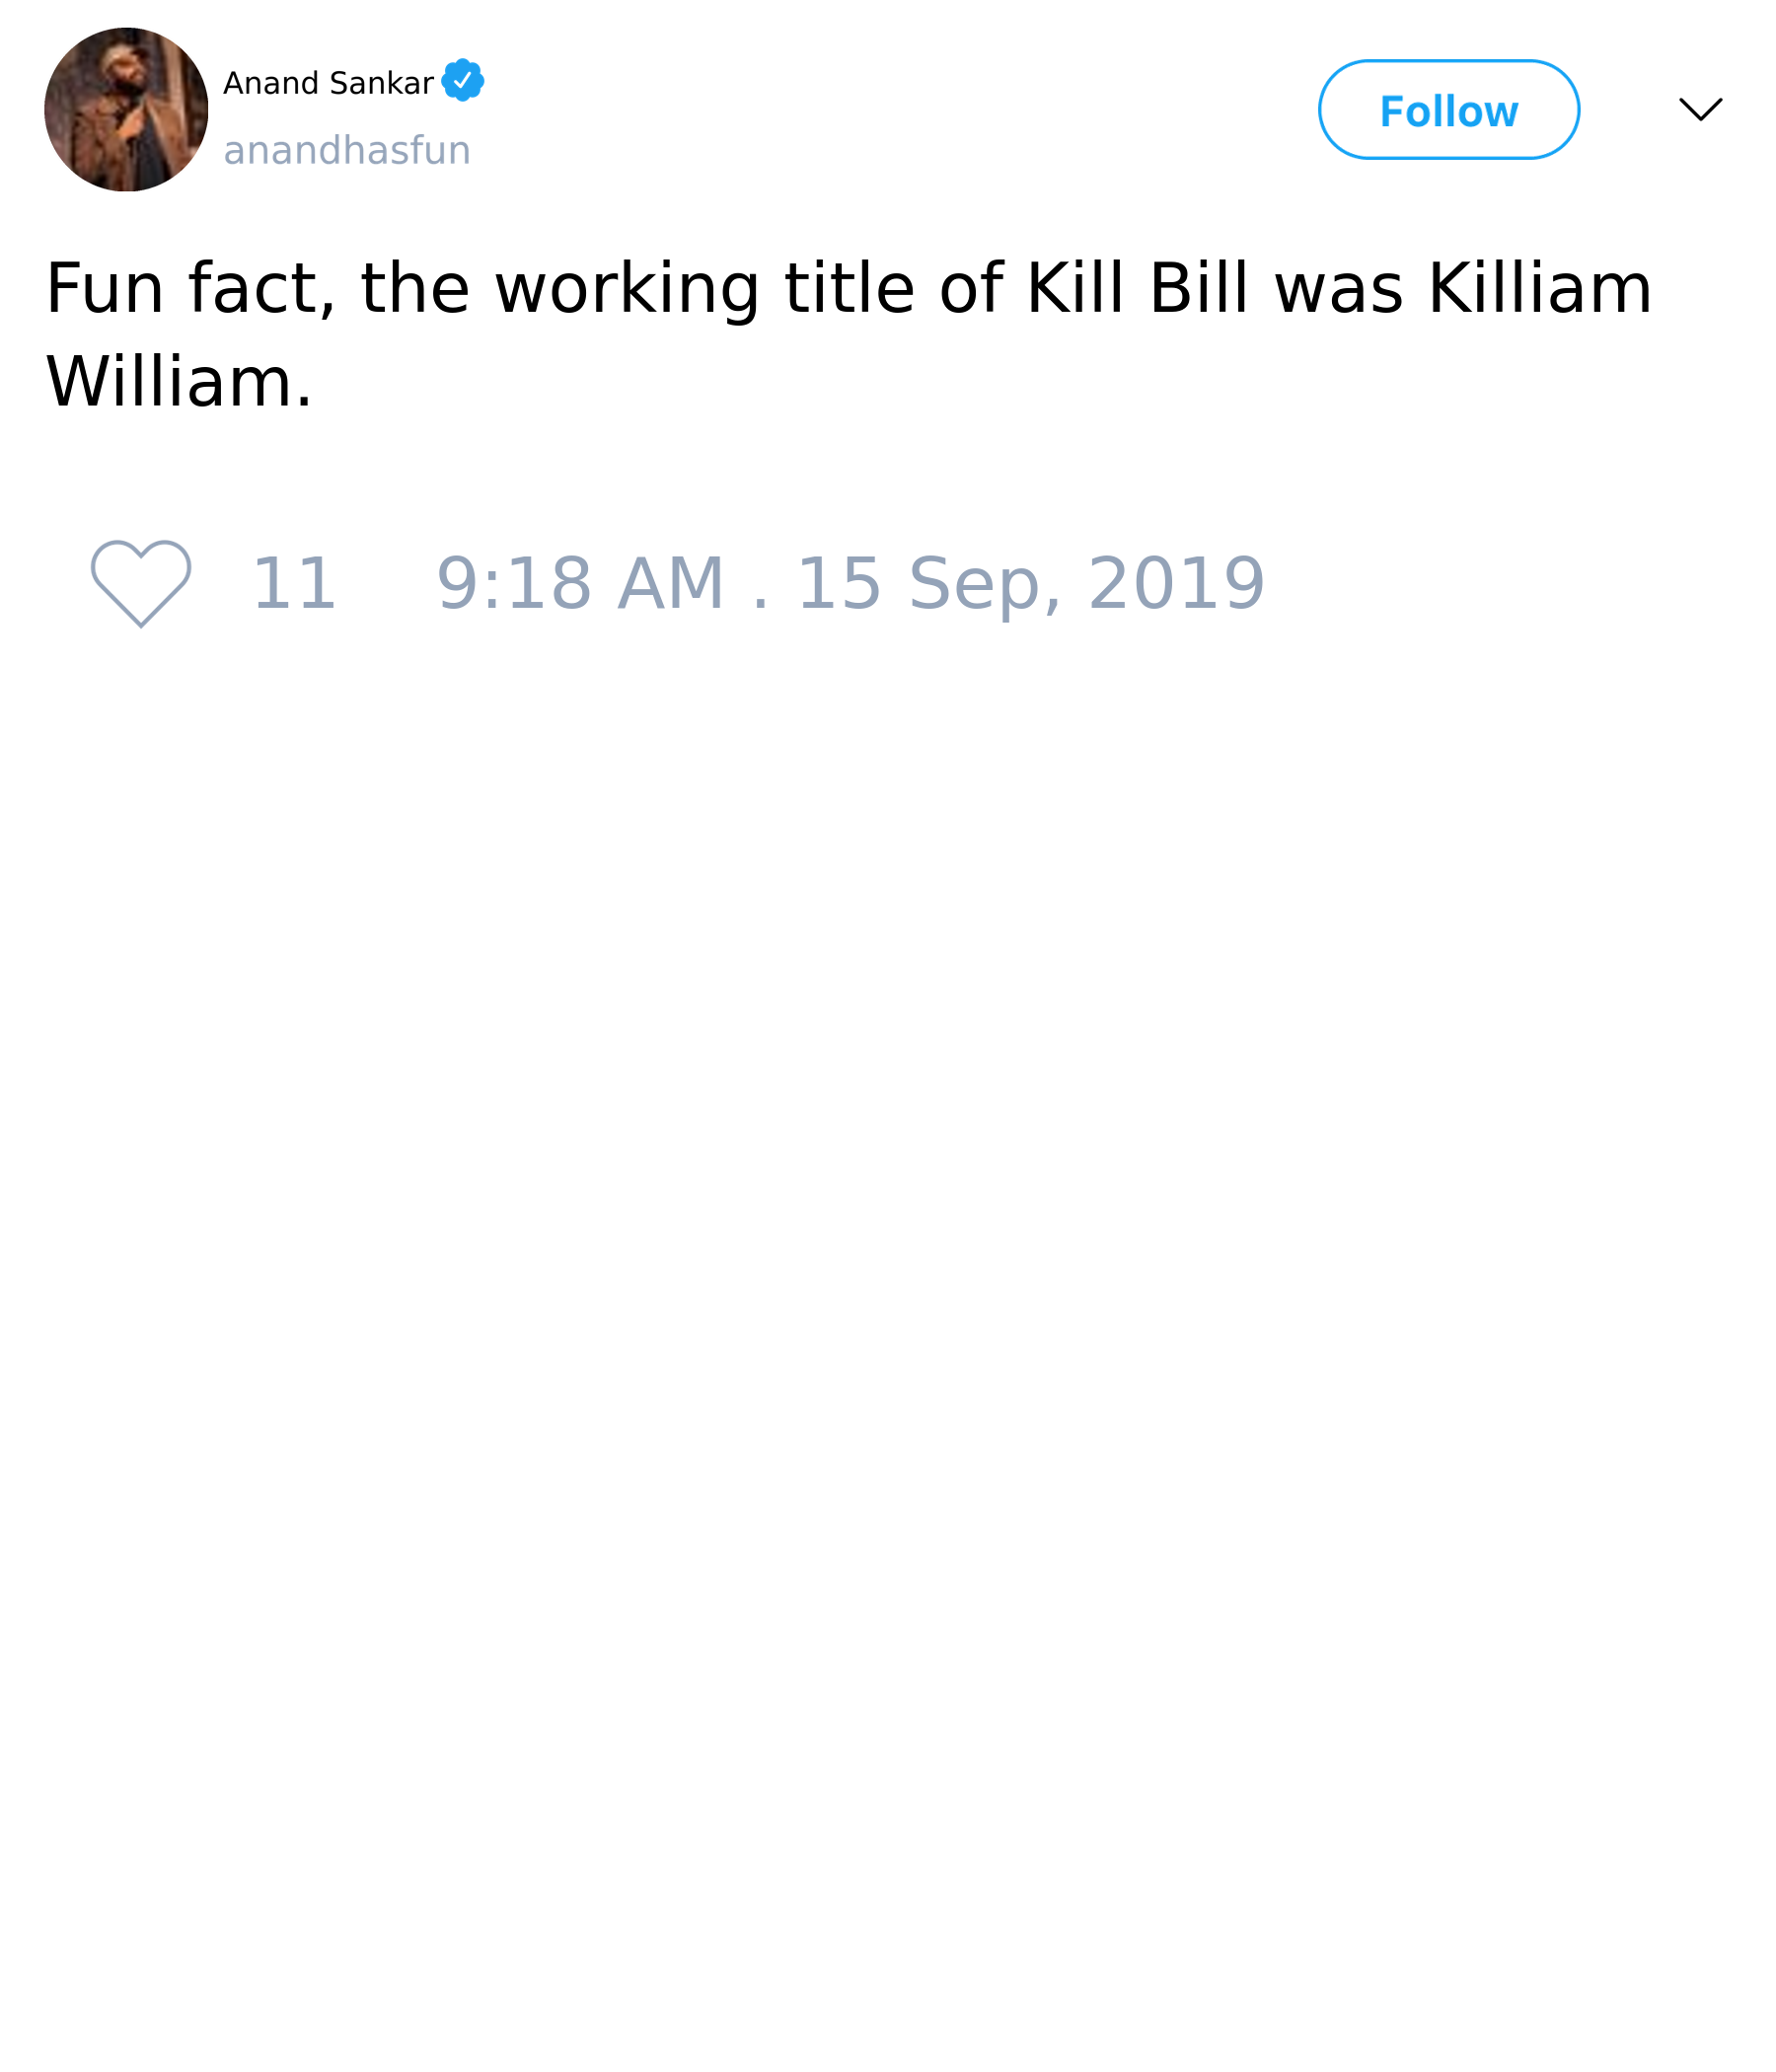 Anand Sankar
anandhasfun
Follow
Fun fact, the working title of Kill Bill was Killiam
William.
11 9:18 AM . 15 Sep, 2019